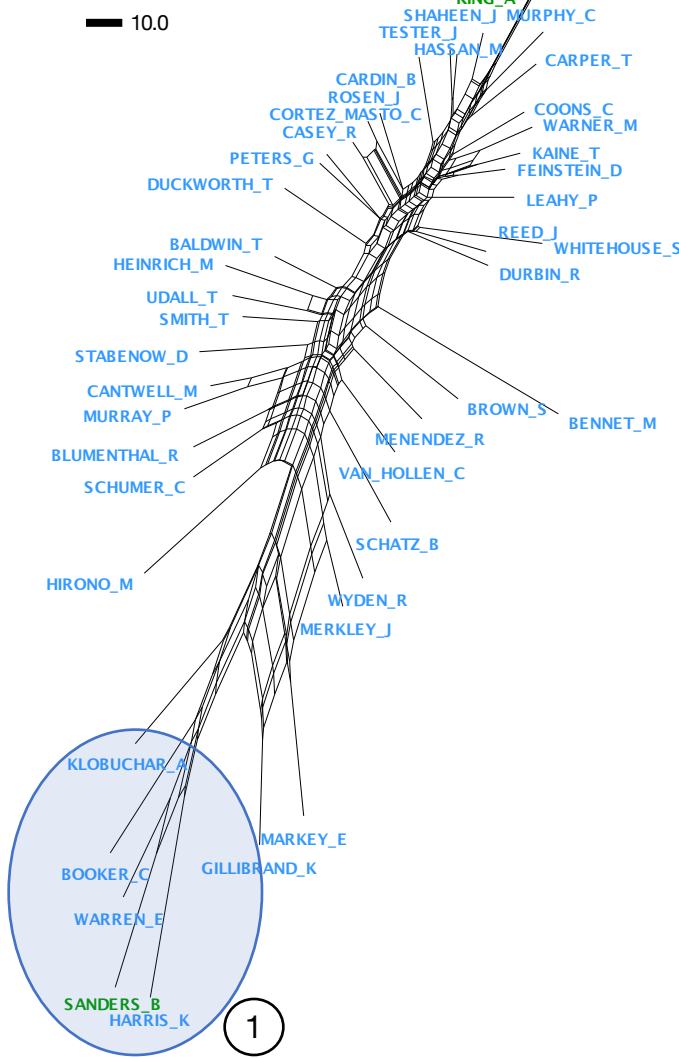 KING_A
10.0
SHAHEEN_J MURPHY_C
TESTER_J
HASSAN_M
CARPER_T
CARDIN_B
ROSEN_J
CORTEZ_MASTO_C
COONS_C
WARNER_M
CASEY_R
KAINE_T
PETERS_G
FEINSTEIN_D
DUCKWORTH_T
LEAHY_P
REED_J
BALDWIN_T
WHITEHOUSE_S
HEINRICH_M
DURBIN_R
UDALL_T
SMITH_T
STABENOW_D
CANTWELL_M
BROWN_S
MURRAY_P
BENNET_M
MENENDEZ_R
BLUMENTHAL_R
VAN_HOLLEN_C
SCHUMER_C
SCHATZ_B
HIRONO_M
WYDEN_R
MERKLEY_J
KLOBUCHAR_A
MARKEY_E
GILLIBRAND_K
BOOKER_C
WARREN_E
SANDERS_B
HARRIS_K
1